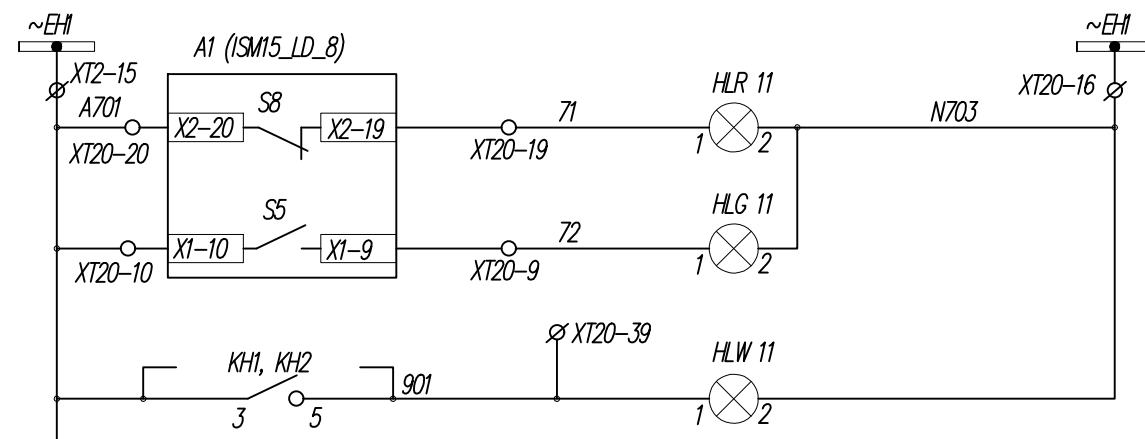 ~EH1
~EH1
A1 (ISM15_LD_8)
XT2-15
XT20-16
HLR 11
A701
S8
71
N703
X2-20
X2-19
1
2
XT20-20
XT20-19
HLG 11
S5
72
X1-10
X1-9
1
2
XT20-10
XT20-9
XT20-39
KH1, KH2
HLW 11
901
3
5
1
2